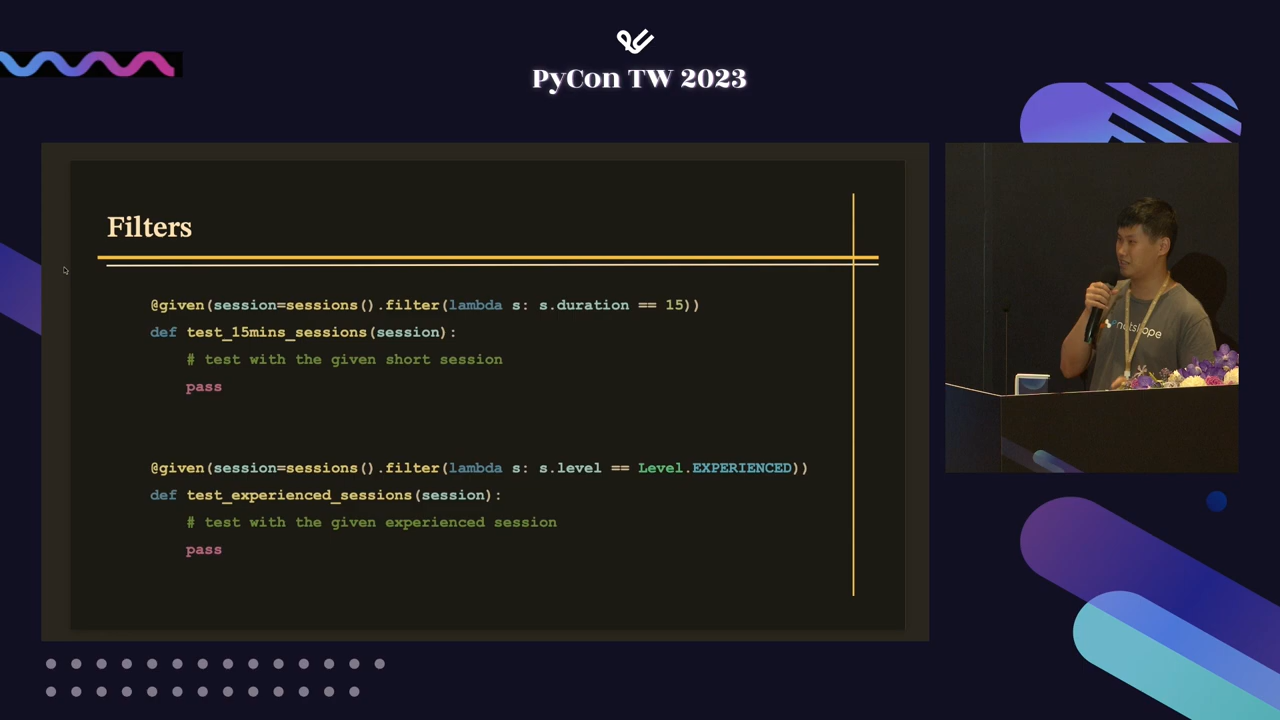 PyCon TW 2023
Filters
@given(session=sessions().filter(lambda s: s.duration == 15))
def test_15mins_sessions(session):
    # test with the given short session
    pass
@given(session=sessions().filter(lambda s: s.level == Level.EXPERIENCED))
def test_experienced_sessions(session):
    # test with the given experienced session
    pass
netskope